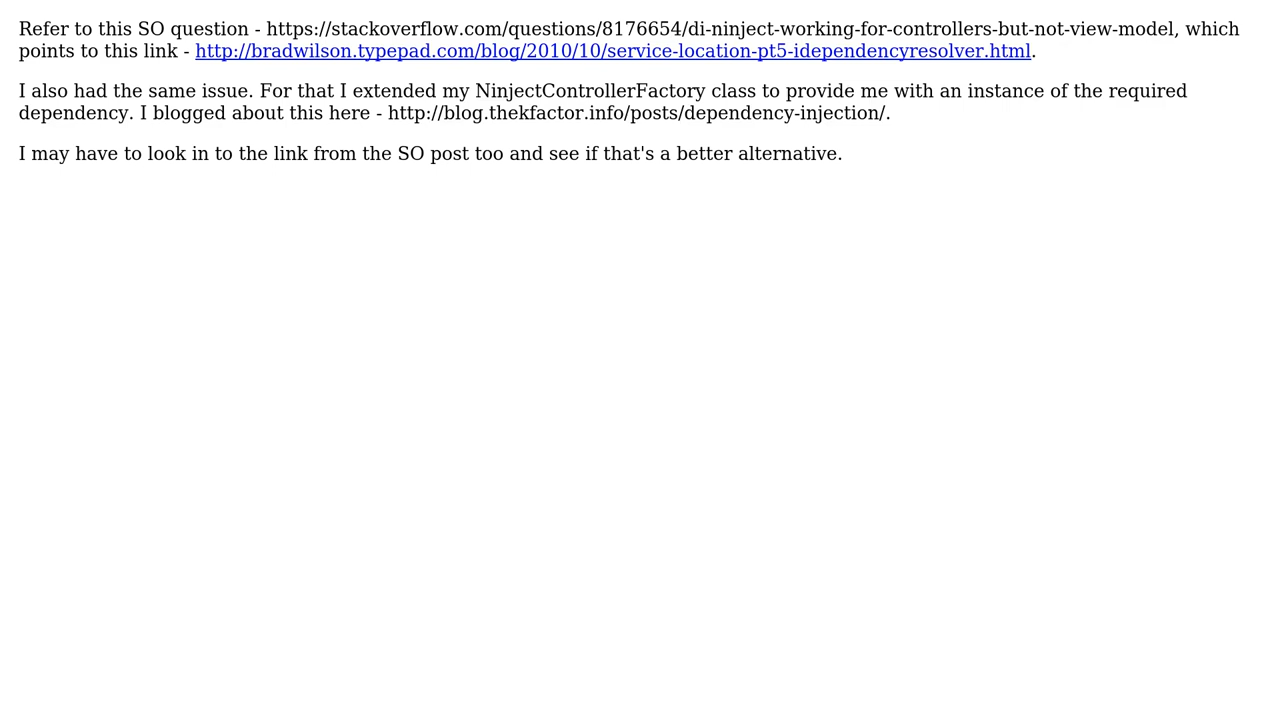 Refer to this SO question - https://stackoverflow.com/questions/8176654/di-ninject-working-for-controllers-but-not-view-model, which
points to this link - http://bradwilson.typepad.com/blog/2010/10/service-location-pt5-idependencyresolver.html.
I also had the same issue. For that I extended my NinjectControllerFactory class to provide me with an instance of the required
dependency. I blogged about this here - http://blog.thekfactor.info/posts/dependency-injection/.
I may have to look in to the link from the SO post too and see if that's a better alternative.